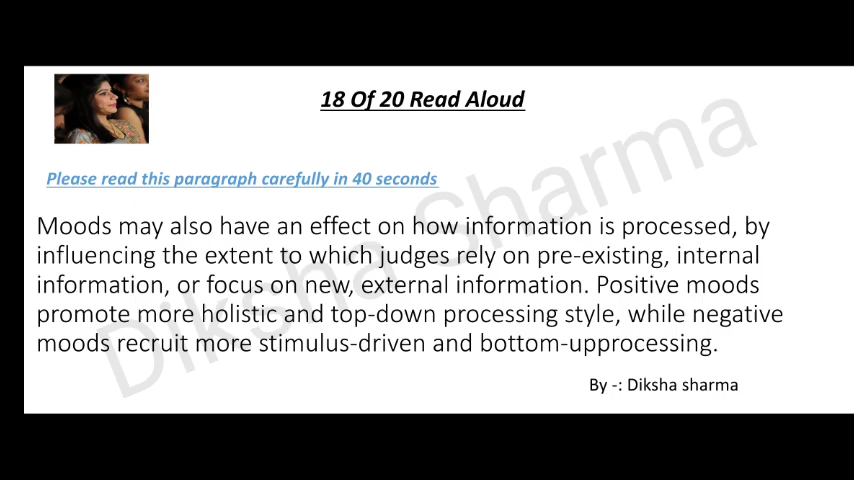 18 Of 20 Read Aloud
Please read this paragraph carefully in 40 seconds
Moods may also have an effect on how information is processed, by
influencing the extent to which judges rely on pre-existing, internal
information, or focus on new, external information. Positive moods
promote more holistic and top-down processing style, while negative
moods recruit more stimulus-driven and bottom-upprocessing.
By -: Diksha sharma
Diksha Sharma